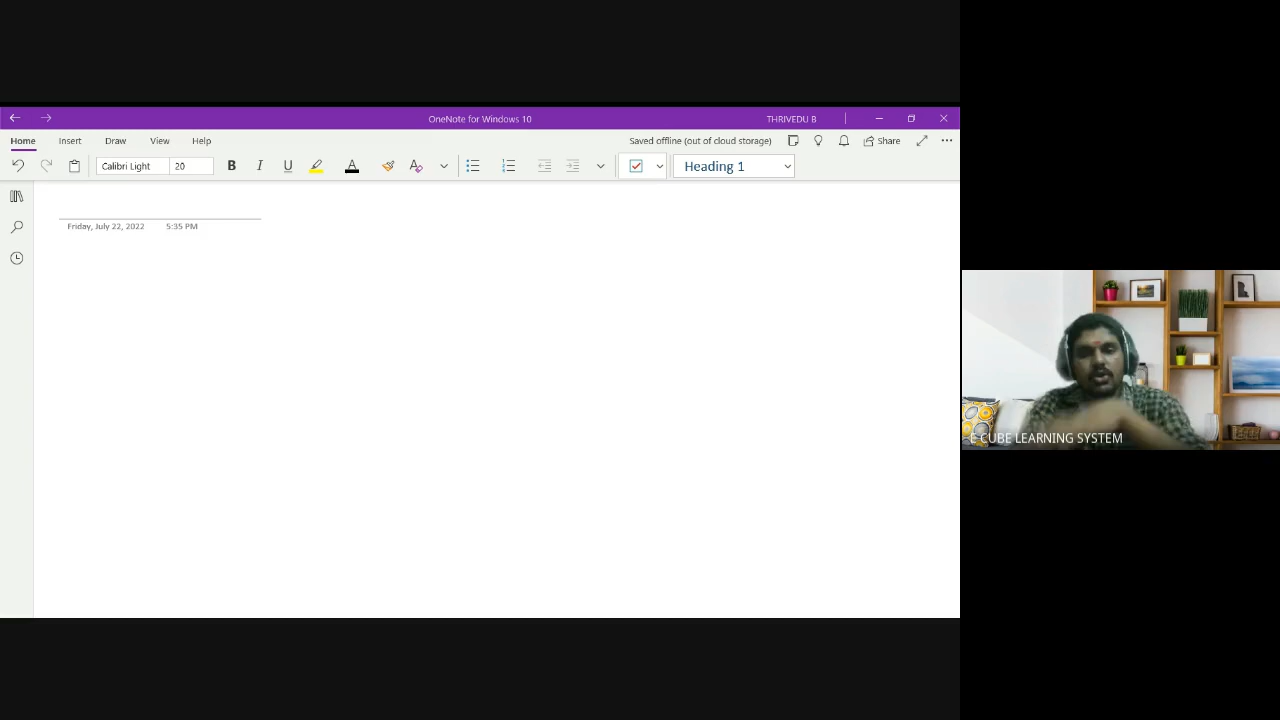 OneNote for Windows 10
THRIVEDU B
Home Insert Draw View Help
Saved offline (out of cloud storage)
Share
Calibri Light 20 B I U A A
Heading 1
Friday, July 22, 2022 5:35 PM
E CUBE LEARNING SYSTEM